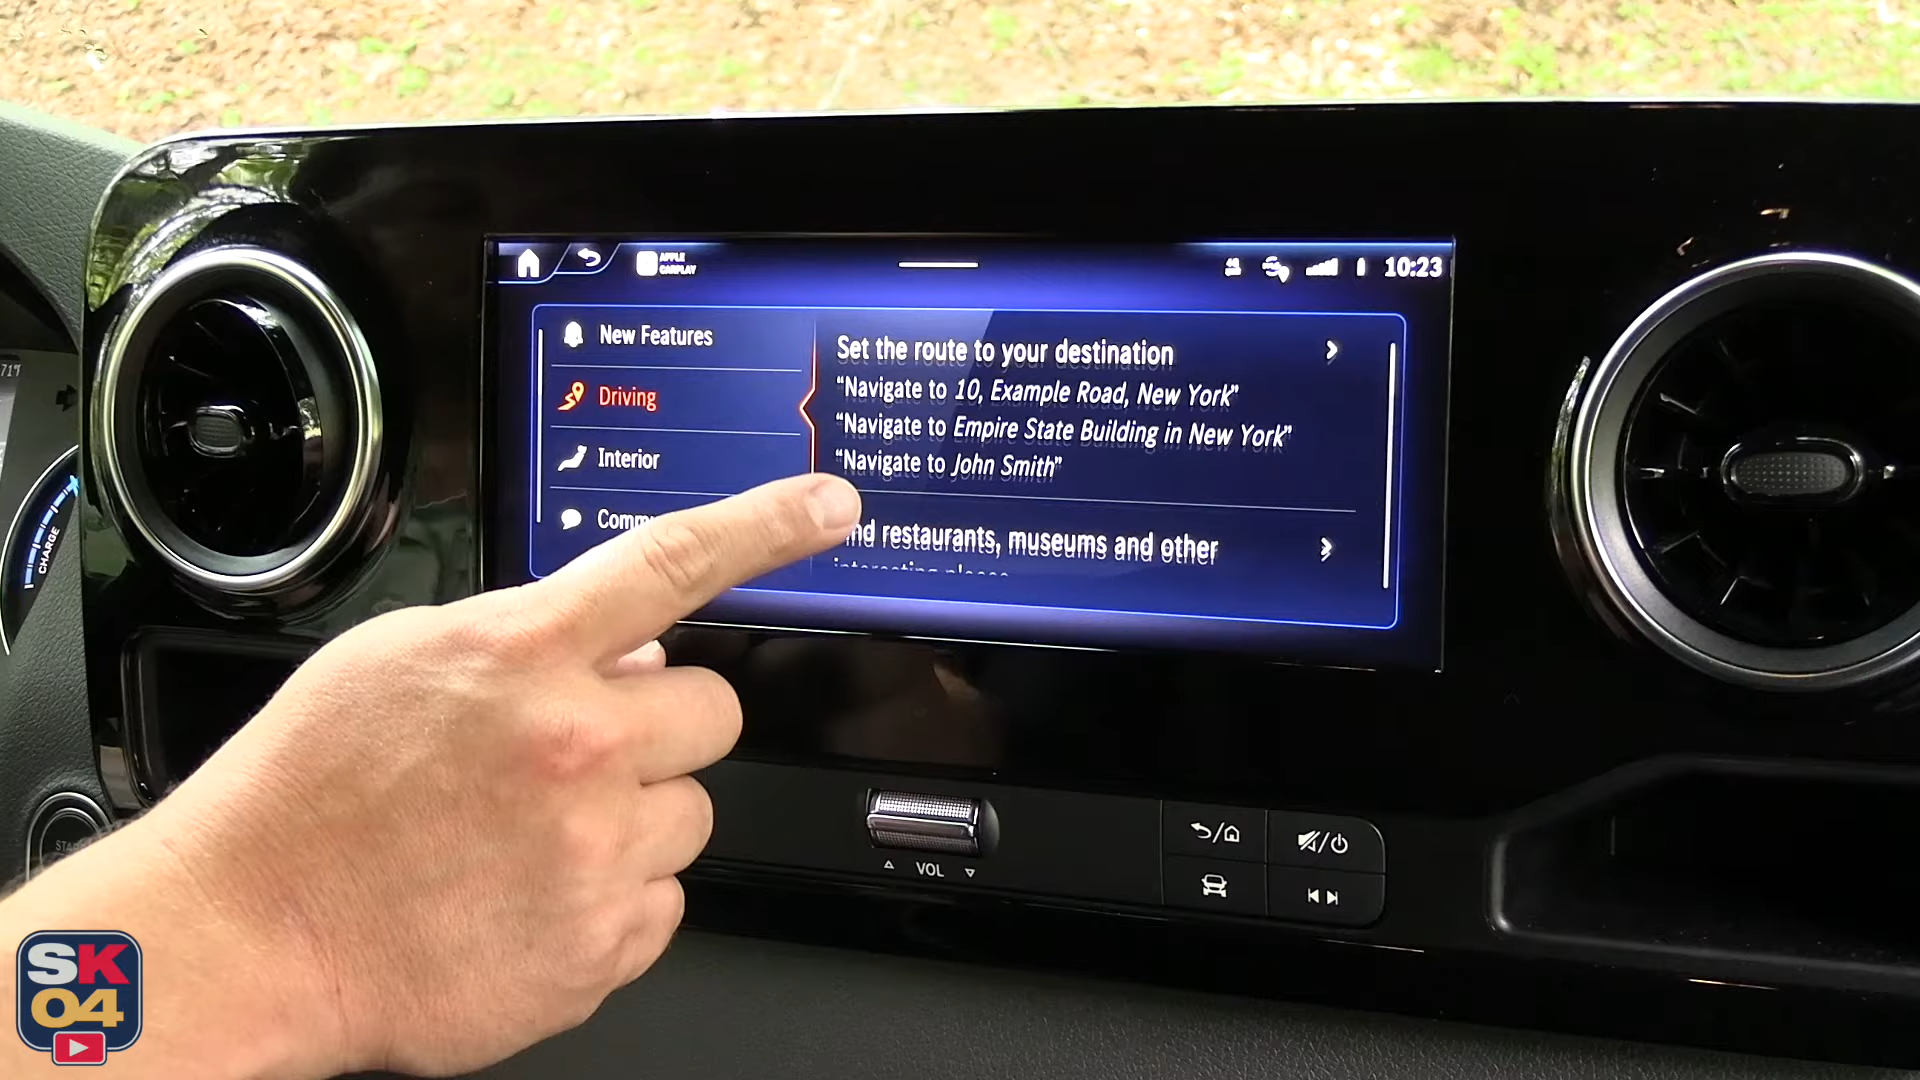 APPLE
CARPLAY
10:23
New Features
Driving
Interior
Set the route to your destination
"Navigate to 10, Example Road, New York"
"Navigate to Empire State Building in New York"
"Navigate to John Smith"
restaurants, museums and other
interesting places
CHARGE
VOL
SK
04